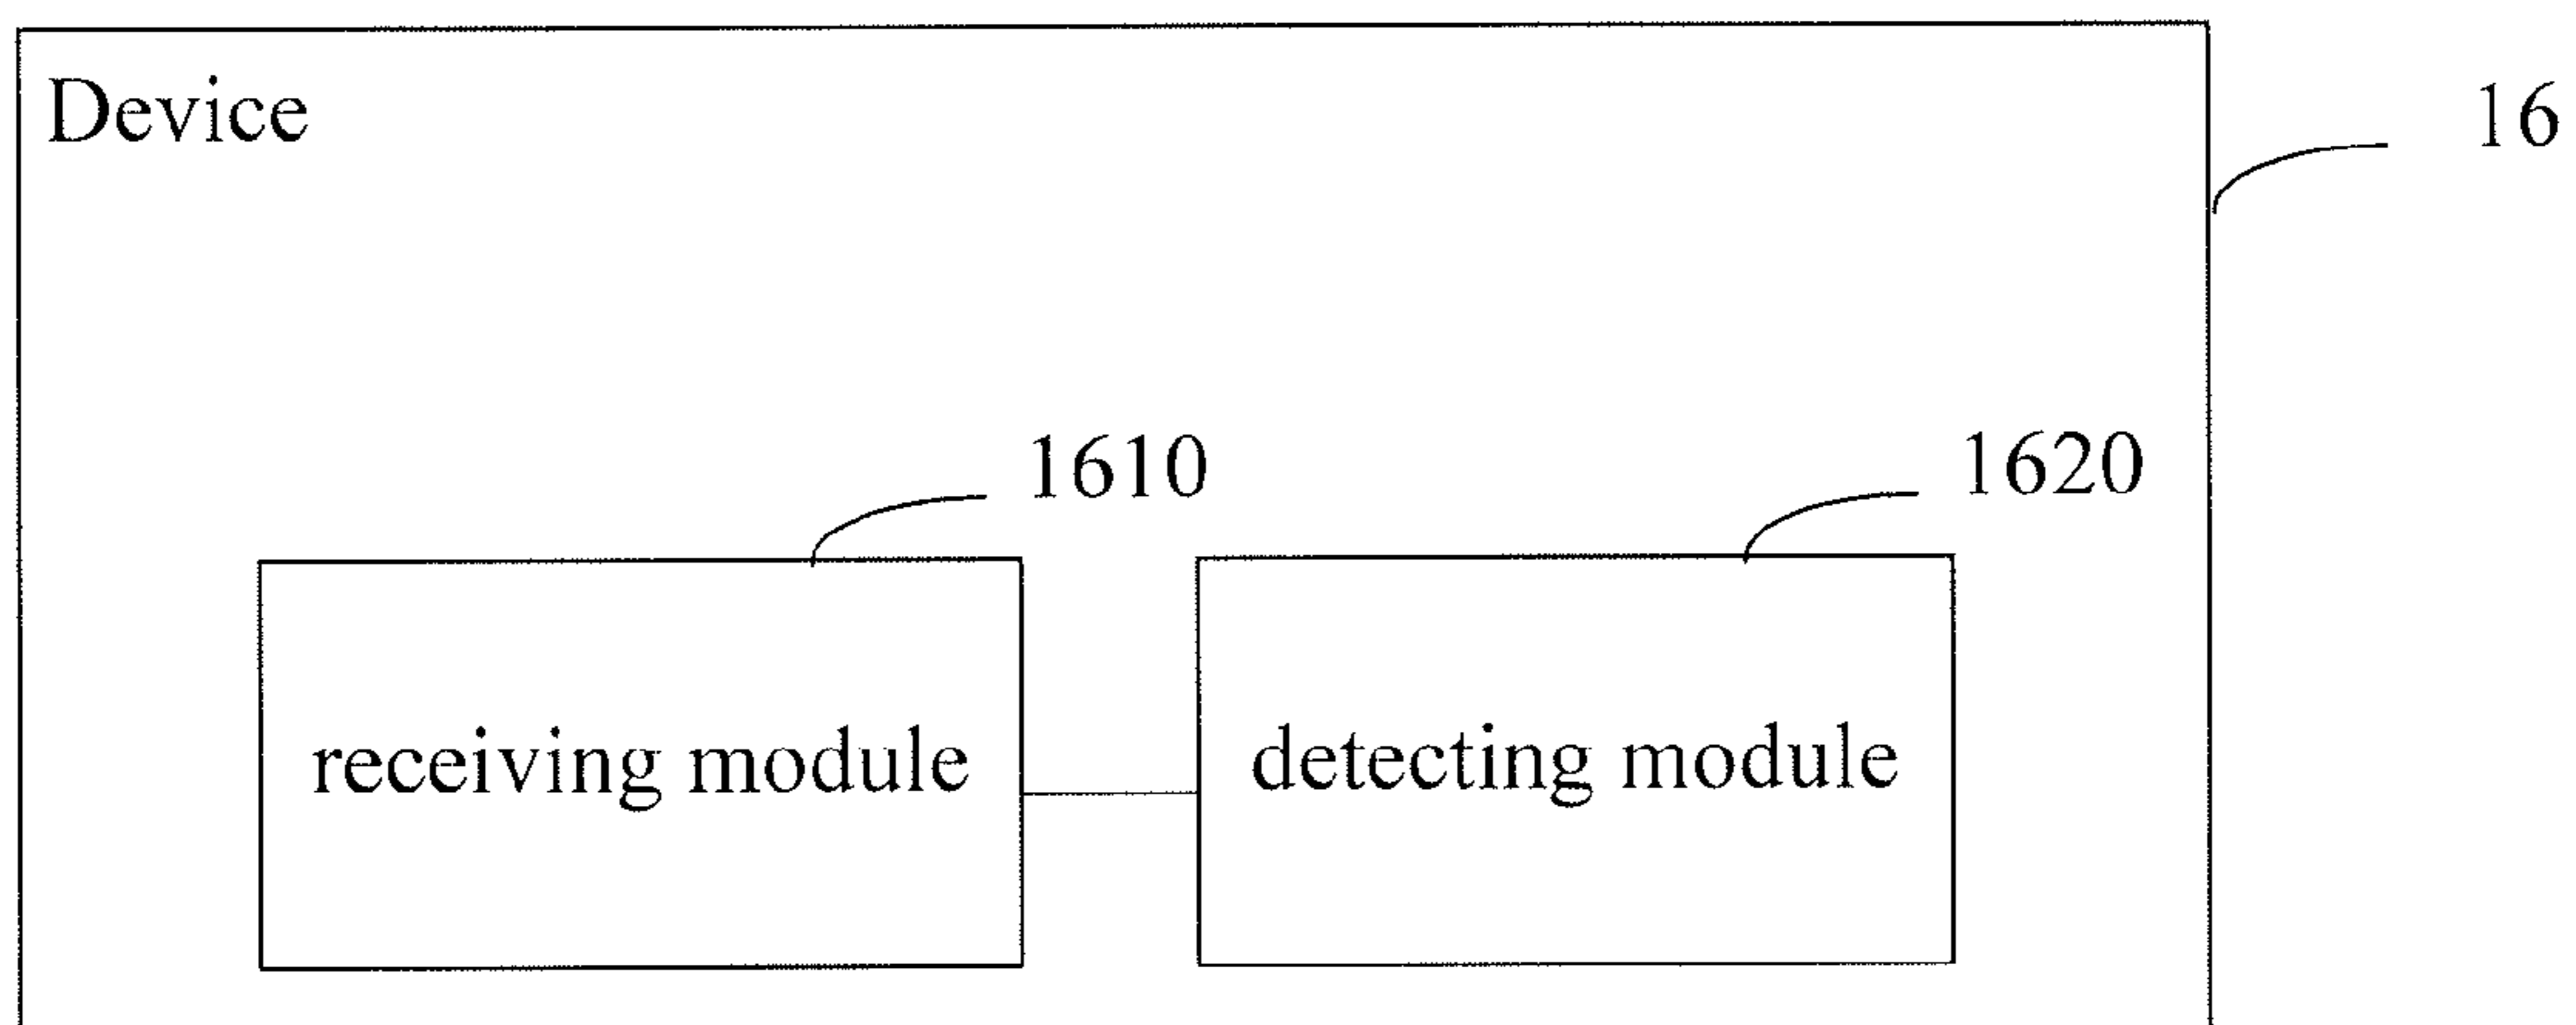 Device
16
1610
1620
receiving module
detecting module